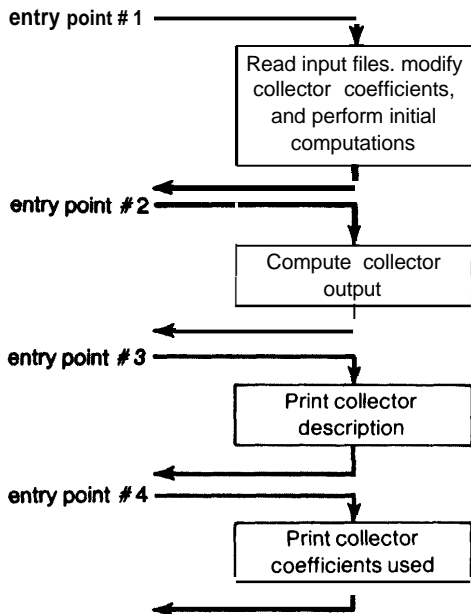 entry point #1
Read input files. modify
collector coefficients,
and perform initial
computations
entry point #2
Compute collector
output
entry point #3
Print collector
description
entry point #4
Print collector
coefficients used